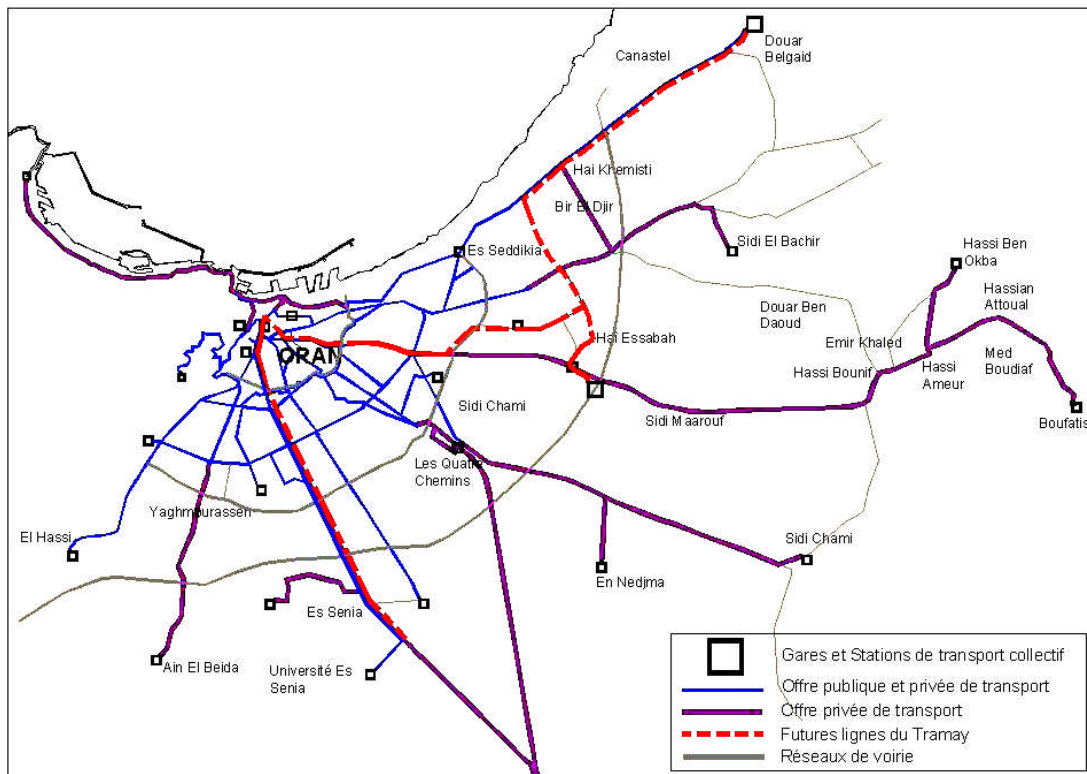 Douar
Belgaid
Canastel
Hai Khemisti
Bir El Djir
Es Seddikia
Sidi El Bachir
Hassi Ben
Okba
Hassian
Attoual
Douar Ben
Daoud
Emir Khaled
Hai Essabah
ORAN
Hassi Bounif
Hassi
Ameur
Med
Boudiaf
Sidi Chami
Sidi Maarouf
Boufatis
Les Quatre
Chemins
Yaghmourassen
El Hassi
Sidi Chami
En Nedjma
Es Senia
Ain El Beida
Université Es
Senia
Gares et Stations de transport collectif
Offre publique et privée de transport
Offre privée de transport
Futures lignes du Tramay
Réseaux de voirie